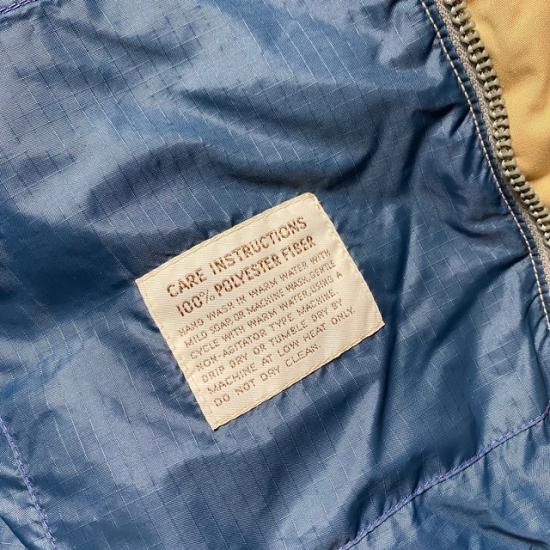 CARE INSTRUCTIONS
100% POLYESTER FIBER
HAND WASH IN WARM WATER WITH
MILD SOAP, OR MACHINE WASH, GENTLE
CYCLE WITH WARM WATER USING A
NON-AGITATOR TYPE MACHINE.
DRIP DRY OR TUMBLE DRY BY
MACHINE AT LOW HEAT ONLY.
DO NOT DRY CLEAN.